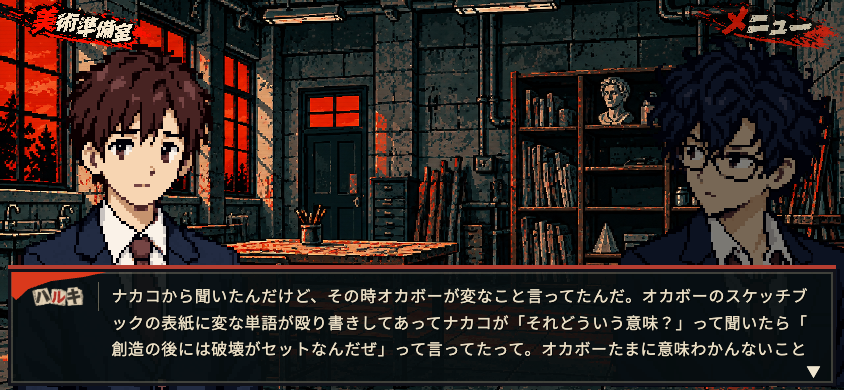 美術準備室
メニュー
ハルキ
ナカコから聞いたんだけど、その時オカボーが変なこと言ってたんだ。オカボーのスケッチブ
ックの表紙に変な単語が殴り書きしてあってナカコが「それどういう意味？」って聞いたら「
創造の後には破壊がセットなんだぜ」って言ってたって。オカボーたまに意味わかんないこと